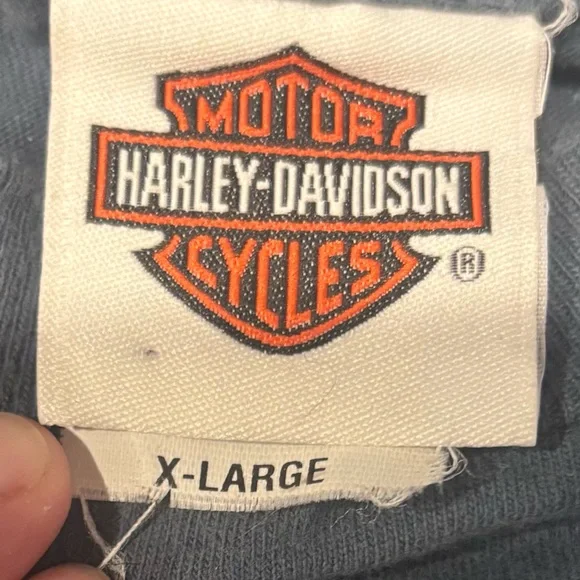 MOTOR
HARLEY-DAVIDSON
CYCLES
®
X-LARGE